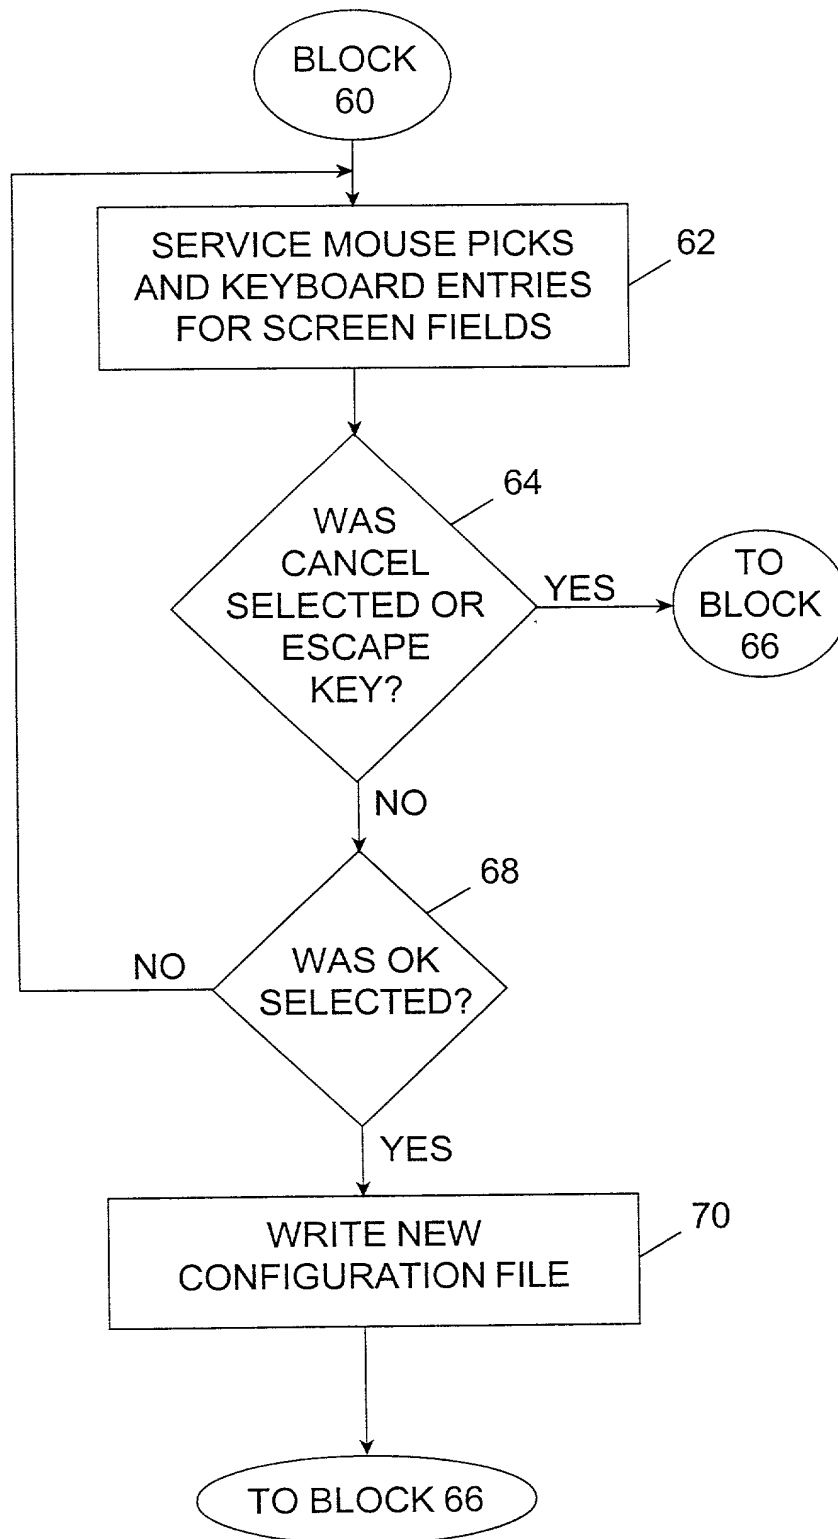 BLOCK
60
SERVICE MOUSE PICKS
AND KEYBOARD ENTRIES
FOR SCREEN FIELDS
62
WAS
CANCEL
SELECTED OR
ESCAPE
KEY?
64
YES
TO
BLOCK
66
NO
WAS OK
SELECTED?
68
NO
YES
WRITE NEW
CONFIGURATION FILE
70
TO BLOCK 66